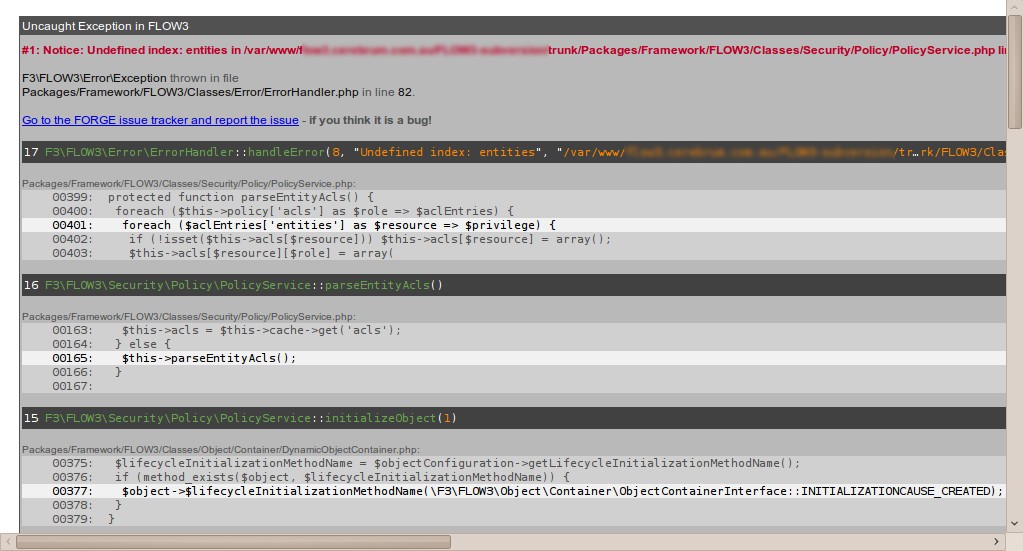 Uncaught Exception in FLOW3
#1: Notice: Undefined index: entities in /var/www/ trunk/Packages/Framework/FLOW3/Classes/Security/Policy/PolicyService.php
F3\FLOW3\Error\Exception thrown in file
Packages/Framework/FLOW3/Classes/Error/ErrorHandler.php in line 82.
Go to the FORGE issue tracker and report the issue - if you think it is a bug!
17 F3\FLOW3\Error\ErrorHandler::handleError(8, "Undefined index: entities", "/var/www/ /tr…rk/FLOW3/Clas
Packages/Framework/FLOW3/Classes/Security/Policy/PolicyService.php:
00399: protected function parseEntityAcls() {
00400: foreach ($this->policy['acls'] as $role => $aclEntries) {
00401: foreach ($aclEntries['entities'] as $resource => $privilege) {
00402: if (!isset($this->acls[$resource])) $this->acls[$resource] = array();
00403: $this->acls[$resource][$role] = array(
16 F3\FLOW3\Security\Policy\PolicyService::parseEntityAcls()
Packages/Framework/FLOW3/Classes/Security/Policy/PolicyService.php:
00163: $this->acls = $this->cache->get('acls');
00164: } else {
00165: $this->parseEntityAcls();
00166: }
00167:
15 F3\FLOW3\Security\Policy\PolicyService::initializeObject(1)
Packages/Framework/FLOW3/Classes/Object/Container/DynamicObjectContainer.php:
00375: $lifecycleInitializationMethodName = $objectConfiguration->getLifecycleInitializationMethodName();
00376: if (method_exists($object, $lifecycleInitializationMethodName)) {
00377: $object->$lifecycleInitializationMethodName(\F3\FLOW3\Object\Container\ObjectContainerInterface::INITIALIZATIONCAUSE_CREATED);
00378: }
00379: }